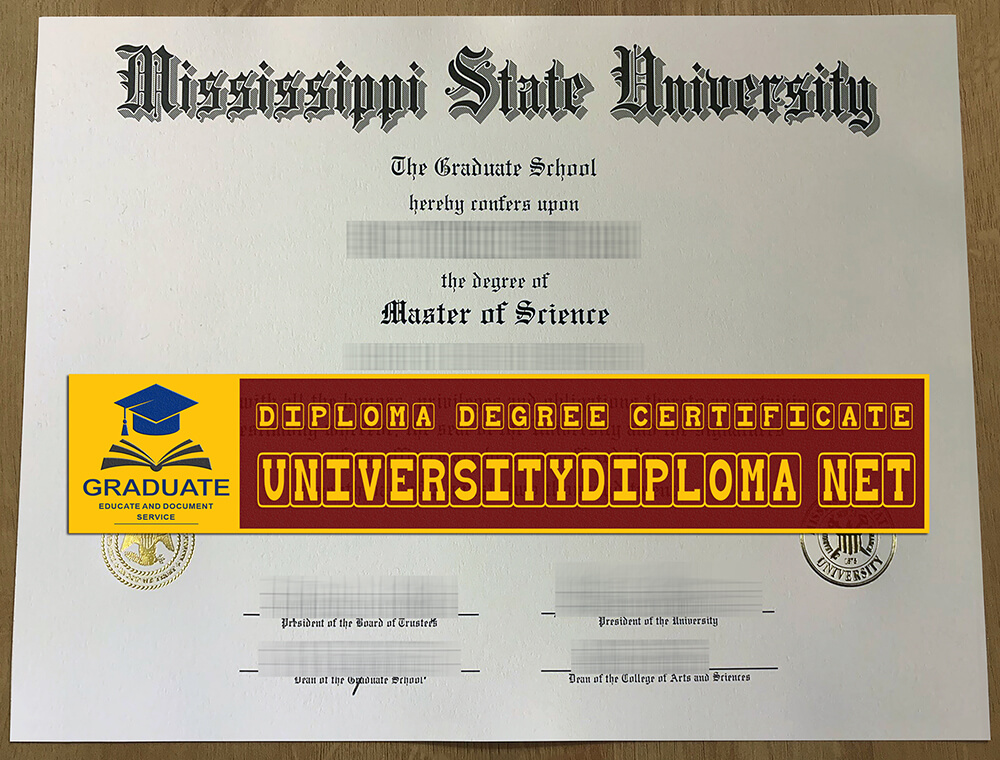 Mississippi State University
The Graduate School
hereby confers upon
the degree of
Master of Science
DIPLOMA DEGREE CERTIFICATE
UNIVERSITYDIPLOMA NET
GRADUATE
EDUCATE AND DOCUMENT
SERVICE
UNIVERSITY
1878
President of the Board of Trustees
President of the University
Dean of the Graduate School
Dean of the College of Arts and Sciences